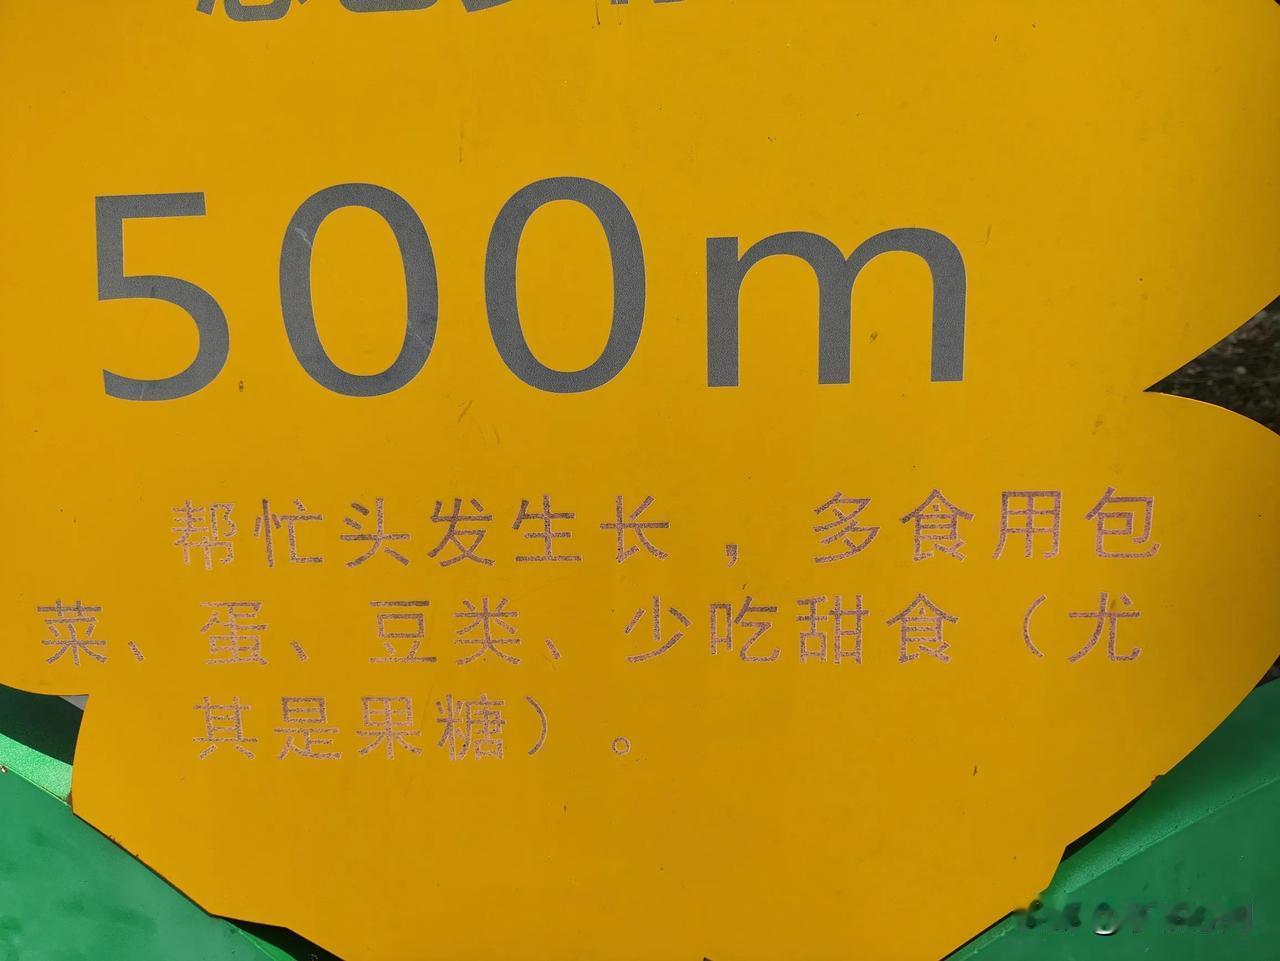 500m
帮忙头发生长，多食用包
菜、蛋、豆类、少吃甜食（尤
其是果糖）。